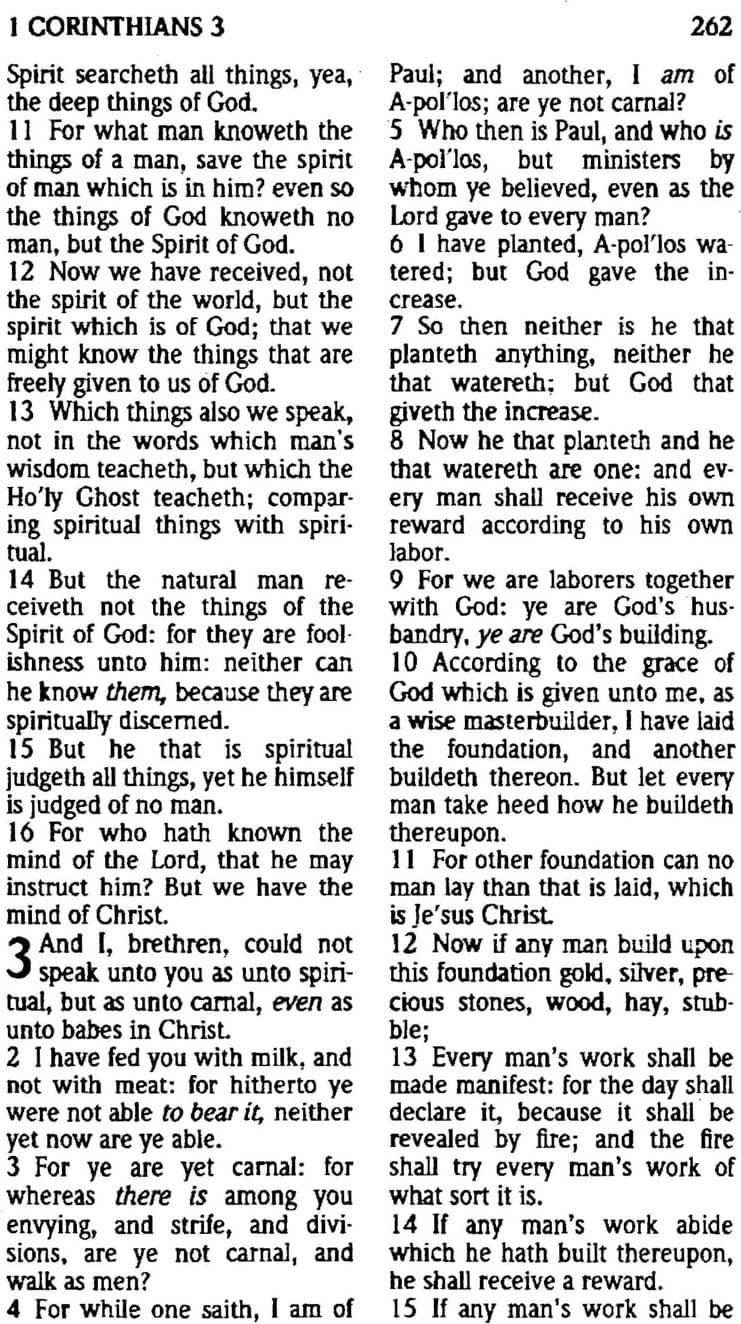 1 CORINTHIANS 3
262
Spirit searcheth all things, yea,
the deep things of God.
11 For what man knoweth the
things of a man, save the spirit
of man which is in him? even so
the things of God knoweth no
man, but the Spirit of God.
12 Now we have received, not
the spirit of the world, but the
spirit which is of God; that we
might know the things that are
freely given to us of God.
13 Which things also we speak,
not in the words which man's
wisdom teacheth, but which the
Ho'ly Ghost teacheth; compar-
ing spiritual things with spiri-
tual.
14 But the natural man re-
ceiveth not the things of the
Spirit of God: for they are fool-
ishness unto him: neither can
he know them, because they are
spiritually discerned.
15 But he that is spiritual
judgeth all things, yet he himself
is judged of no man.
16 For who hath known the
mind of the Lord, that he may
instruct him? But we have the
mind of Christ.
3 And I, brethren, could not
speak unto you as unto spiri-
tual, but as unto carnal, even as
unto babes in Christ.
2 I have fed you with milk, and
not with meat: for hitherto ye
were not able to bear it, neither
yet now are ye able.
3 For ye are yet carnal: for
whereas there is among you
envying, and strife, and divi-
sions, are ye not carnal, and
walk as men?
4 For while one saith, I am of
Paul; and another, I am of
A-pol'los; are ye not carnal?
5 Who then is Paul, and who is
A-pol'los, but ministers by
whom ye believed, even as the
Lord gave to every man?
6 I have planted, A-pol'los wa-
tered; but God gave the in-
crease.
7 So then neither is he that
planteth anything, neither he
that watereth; but God that
giveth the increase.
8 Now he that planteth and he
that watereth are one: and ev-
ery man shall receive his own
reward according to his own
labor.
9 For we are laborers together
with God: ye are God's hus-
bandry, ye are God's building.
10 According to the grace of
God which is given unto me, as
a wise masterbuilder, I have laid
the foundation, and another
buildeth thereon. But let every
man take heed how he buildeth
thereupon.
11 For other foundation can no
man lay than that is laid, which
is Je'sus Christ.
12 Now if any man build upon
this foundation gold, silver, pre-
cious stones, wood, hay, stub-
ble;
13 Every man's work shall be
made manifest: for the day shall
declare it, because it shall be
revealed by fire; and the fire
shall try every man's work of
what sort it is.
14 If any man's work abide
which he hath built thereupon,
he shall receive a reward.
15 If any man's work shall be